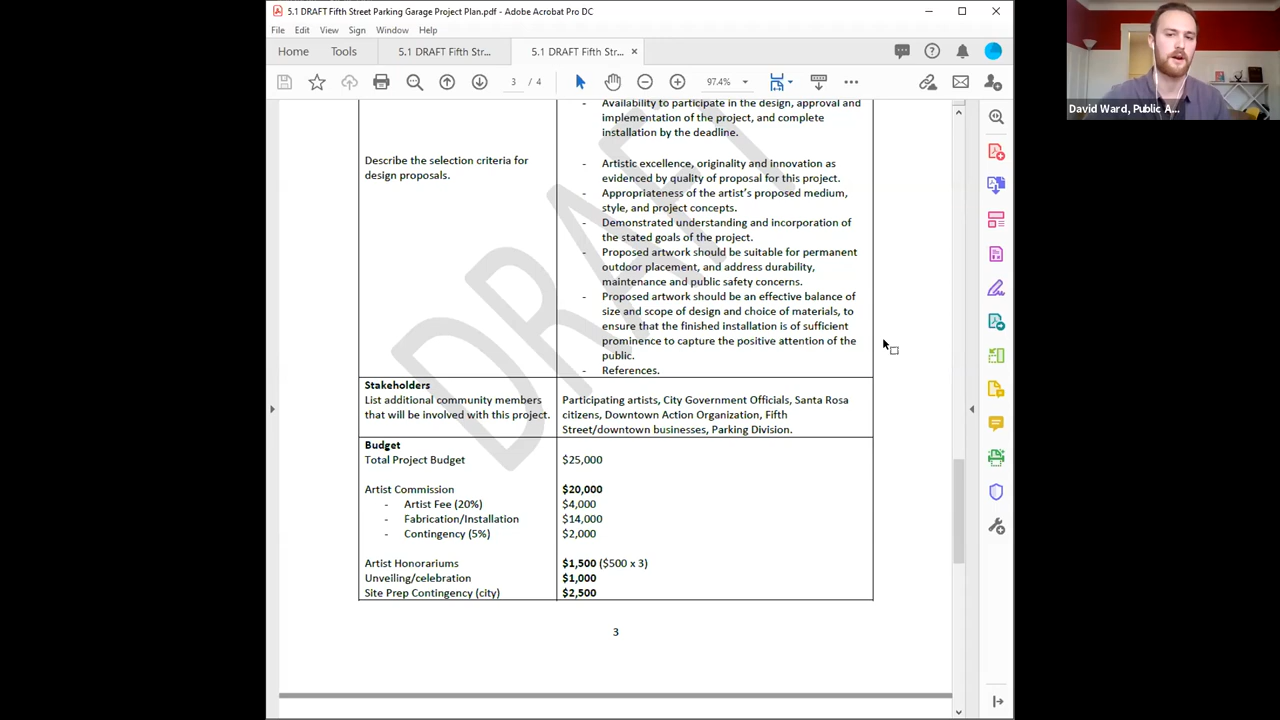 5.1 DRAFT Fifth Street Parking Garage Project Plan.pdf - Adobe Acrobat Pro DC
File Edit View Sign Window Help
Home Tools 5.1 DRAFT Fifth Str... 5.1 DRAFT Fifth Str...
3 / 4 97.4%
David Ward, Public A...
- Availability to participate in the design, approval and
implementation of the project, and complete
installation by the deadline.
Describe the selection criteria for
design proposals.
- Artistic excellence, originality and innovation as
evidenced by quality of proposal for this project.
- Appropriateness of the artist's proposed medium,
style, and project concepts.
- Demonstrated understanding and incorporation of
the stated goals of the project.
- Proposed artwork should be suitable for permanent
outdoor placement, and address durability,
maintenance and public safety concerns.
- Proposed artwork should be an effective balance of
size and scope of design and choice of materials, to
ensure that the finished installation is of sufficient
prominence to capture the positive attention of the
public.
- References.
DRAFT
Stakeholders
List additional community members
that will be involved with this project.
Participating artists, City Government Officials, Santa Rosa
citizens, Downtown Action Organization, Fifth
Street/downtown businesses, Parking Division.
Budget
Total Project Budget $25,000
Artist Commission $20,000
- Artist Fee (20%) $4,000
- Fabrication/Installation $14,000
- Contingency (5%) $2,000
Artist Honorariums $1,500 ($500 x 3)
Unveiling/celebration $1,000
Site Prep Contingency (city) $2,500
3